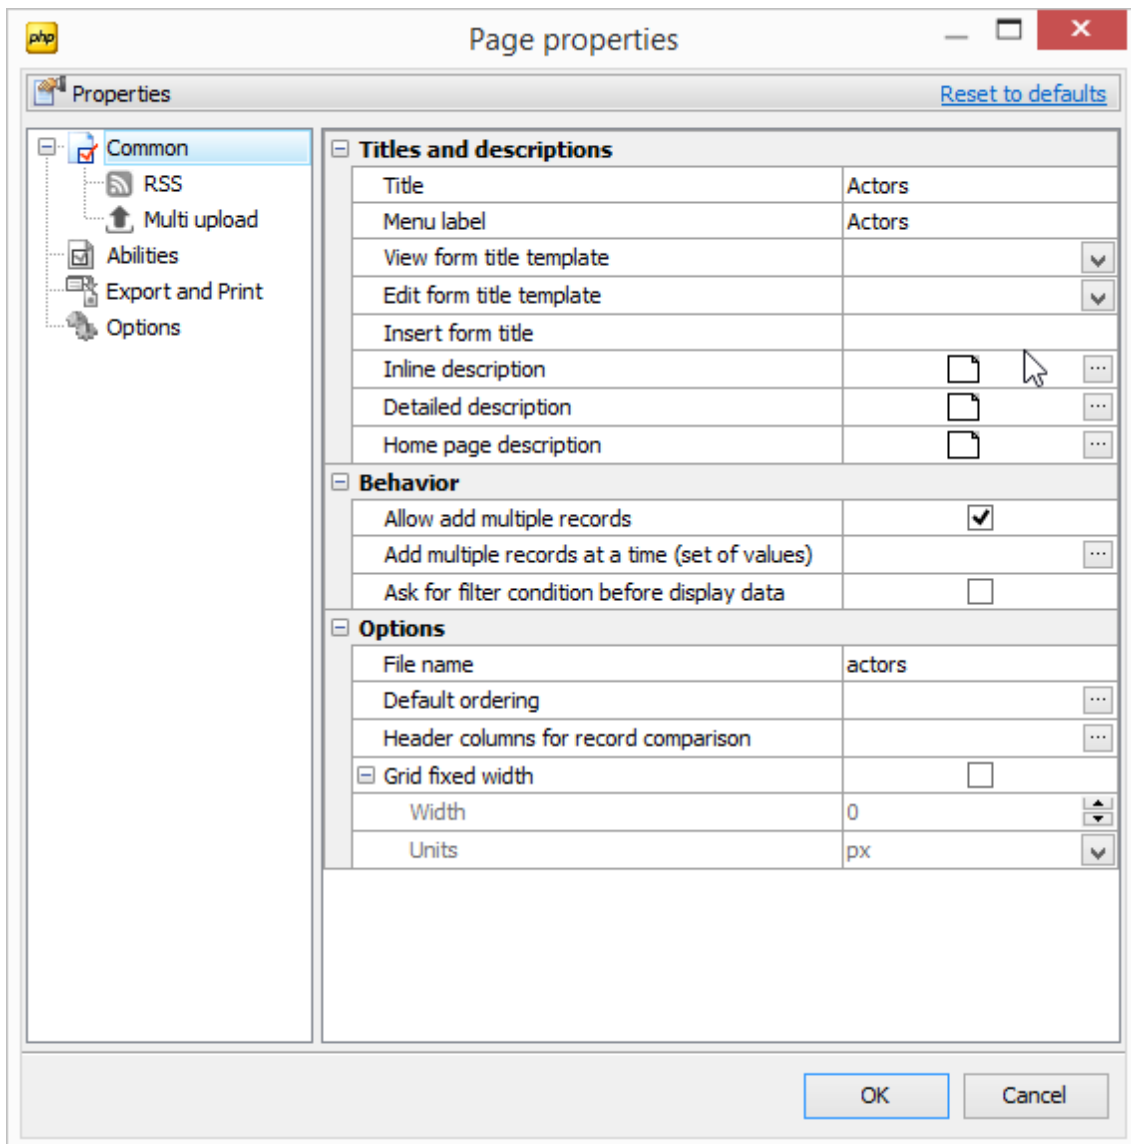 php
Page properties
Properties
Reset to defaults
Common
RSS
Multi upload
Abilities
Export and Print
Options
Titles and descriptions
Title Actors
Menu label Actors
View form title template
Edit form title template
Insert form title
Inline description ...
Detailed description ...
Home page description ...
Behavior
Allow add multiple records
Add multiple records at a time (set of values) ...
Ask for filter condition before display data
Options
File name actors
Default ordering ...
Header columns for record comparison ...
Grid fixed width
Width 0
Units px
OK
Cancel